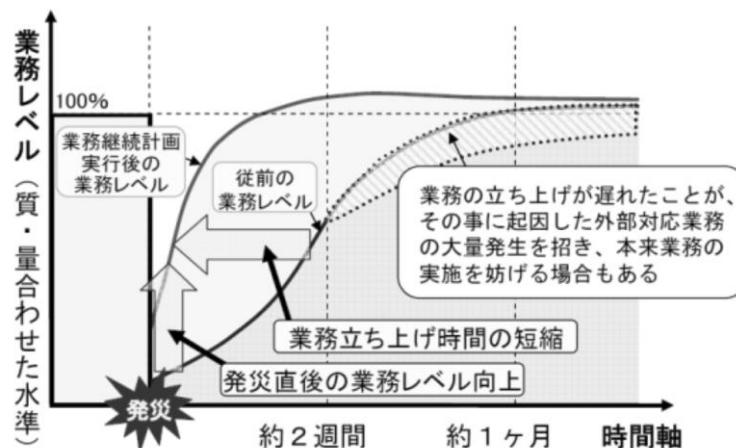 業務レベル（質・量合わせた水準）
100%
業務継続計画
実行後の
業務レベル
従前の
業務レベル
業務の立ち上げが遅れたことが、
その事に起因した外部対応業務
の大量発生を招き、本来業務の
実施を妨げる場合もある
業務立ち上げ時間の短縮
発災直後の業務レベル向上
発災
約２週間
約１ヶ月
時間軸